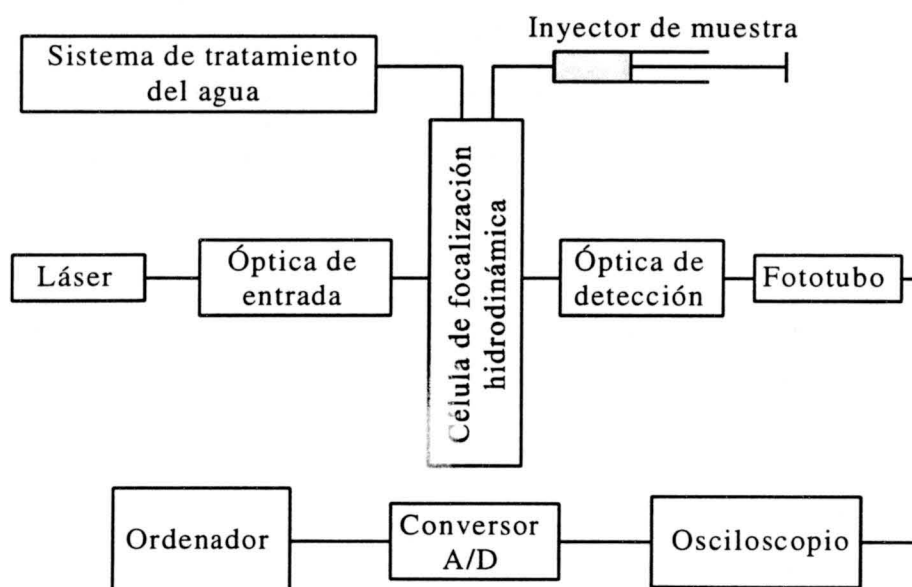 Inyector de muestra
Sistema de tratamiento
del agua
Célula de focalización
hidrodinámica
Láser
Óptica de
entrada
Óptica de
detección
Fototubo
Ordenador
Conversor
A/D
Osciloscopio